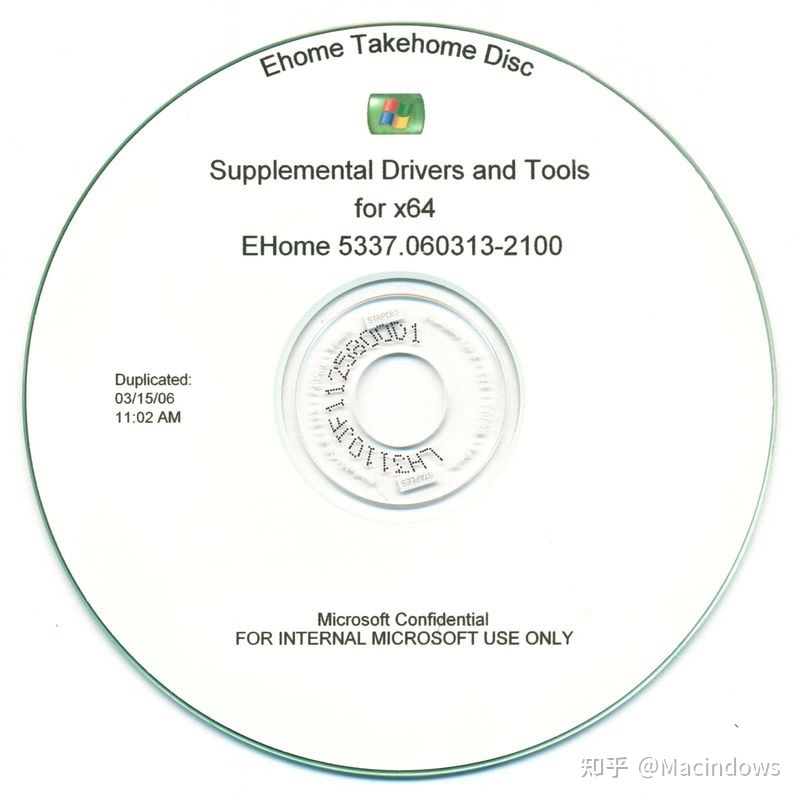 Ehome Takehome Disc
Supplemental Drivers and Tools
for x64
EHome 5337.060313-2100
STAPLES
Duplicated:
03/15/06
11:02 AM
STAPLES
Microsoft Confidential
FOR INTERNAL MICROSOFT USE ONLY
知乎 @Macindows